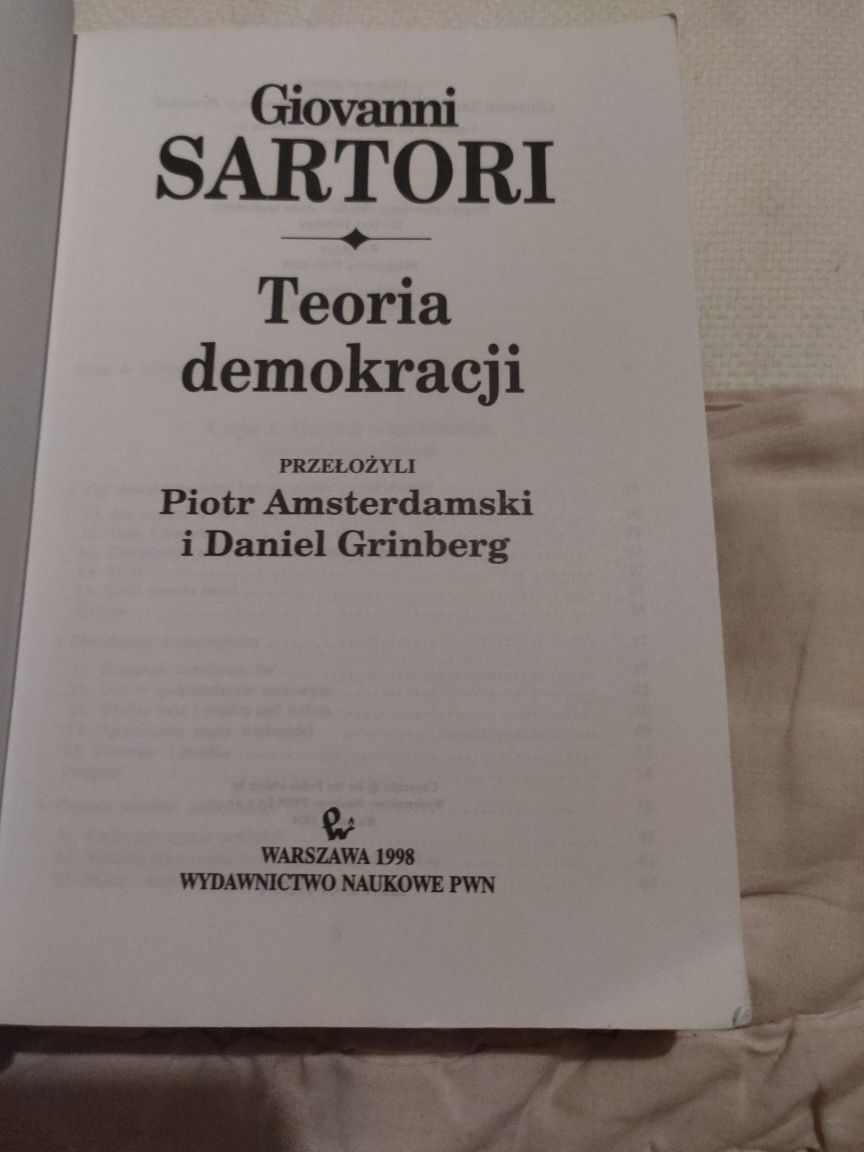 Giovanni
SARTORI
Teoria
demokracji
PRZEŁOŻYLI
Piotr Amsterdamski
i Daniel Grinberg
WARSZAWA 1998
WYDAWNICTWO NAUKOWE PWN